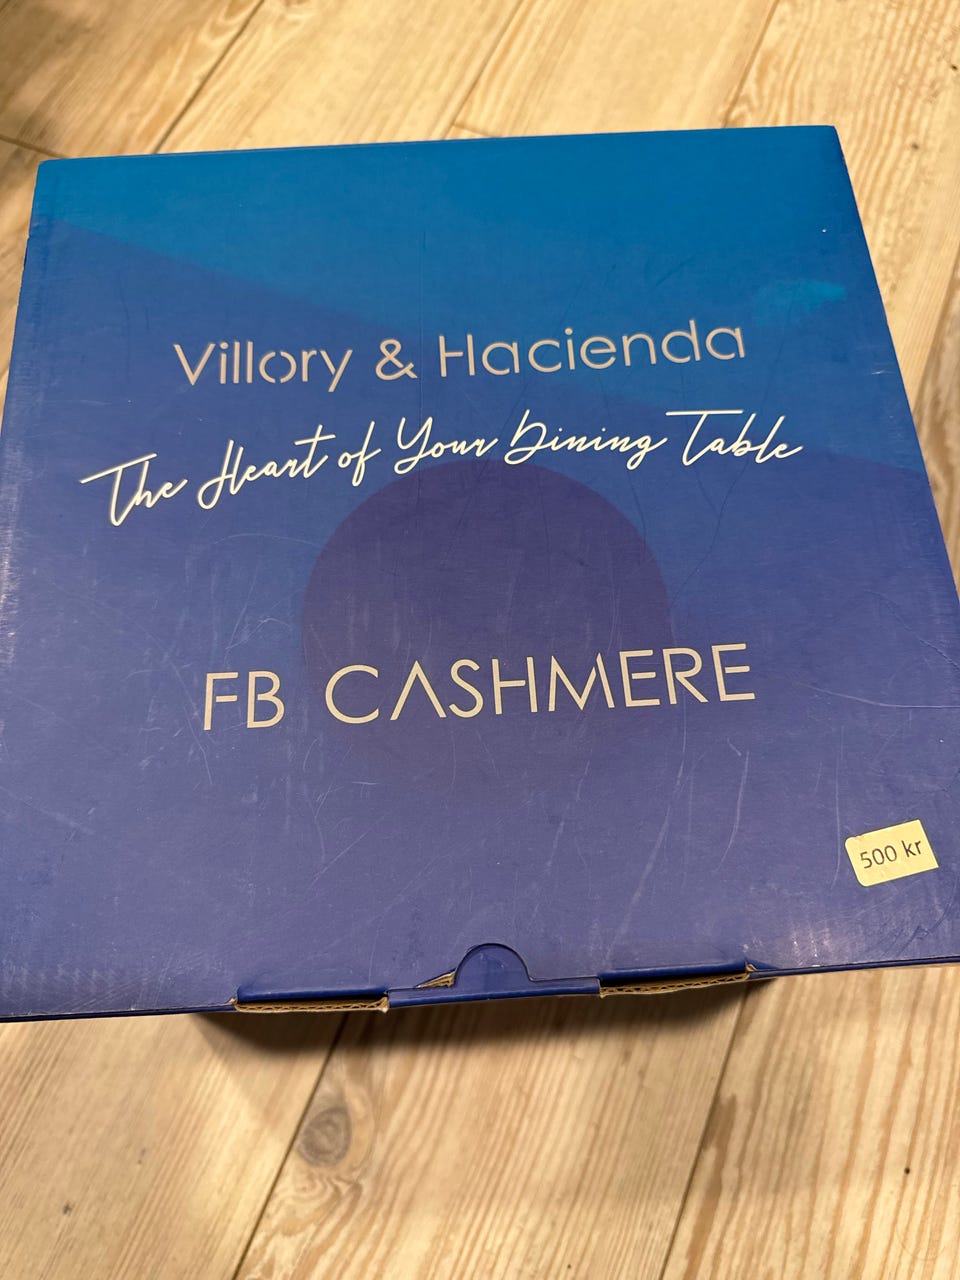 Villory & Hacienda
The Heart of Your Dining Table
FB CASHMERE
500 kr